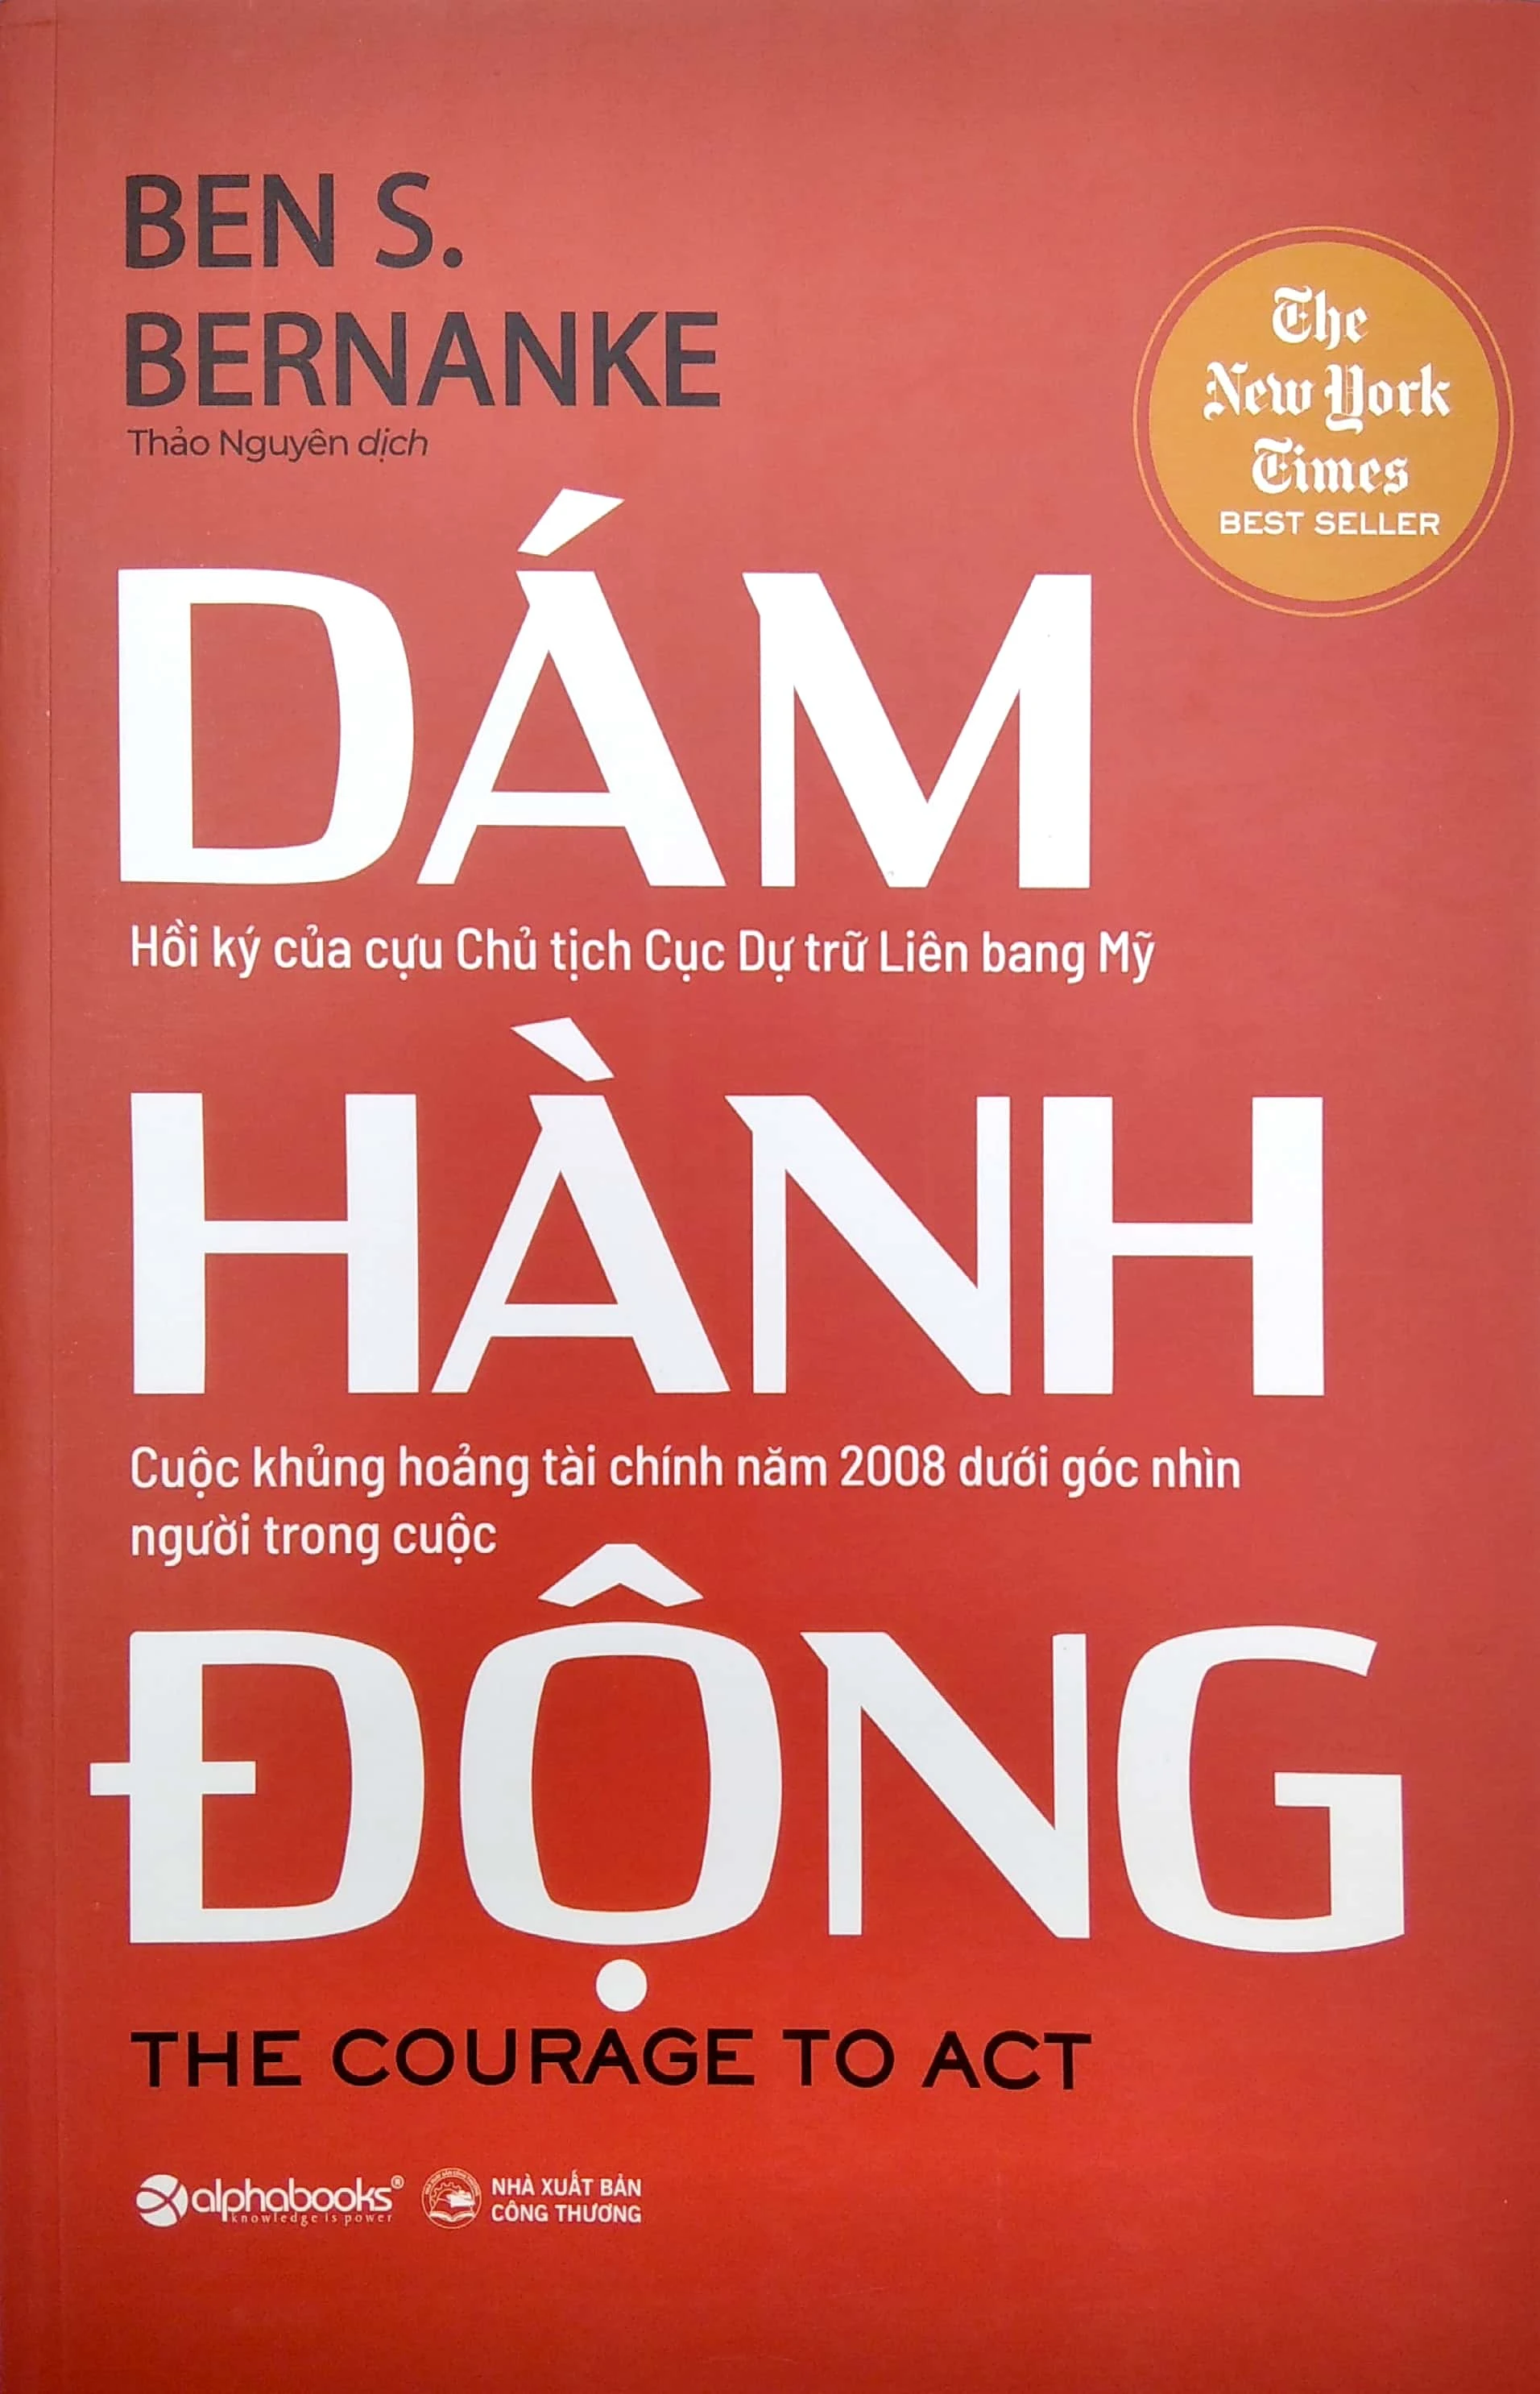 BEN S.
BERNANKE
Thảo Nguyên dịch
The
New York
Times
BEST SELLER
DÁM
Hồi ký của cựu Chủ tịch Cục Dự trữ Liên bang Mỹ
HÀNH
Cuộc khủng hoảng tài chính năm 2008 dưới góc nhìn
người trong cuộc
ĐỘNG
THE COURAGE TO ACT
alphabooks®
knowledge is power
NHÀ XUẤT BẢN
CÔNG THƯƠNG